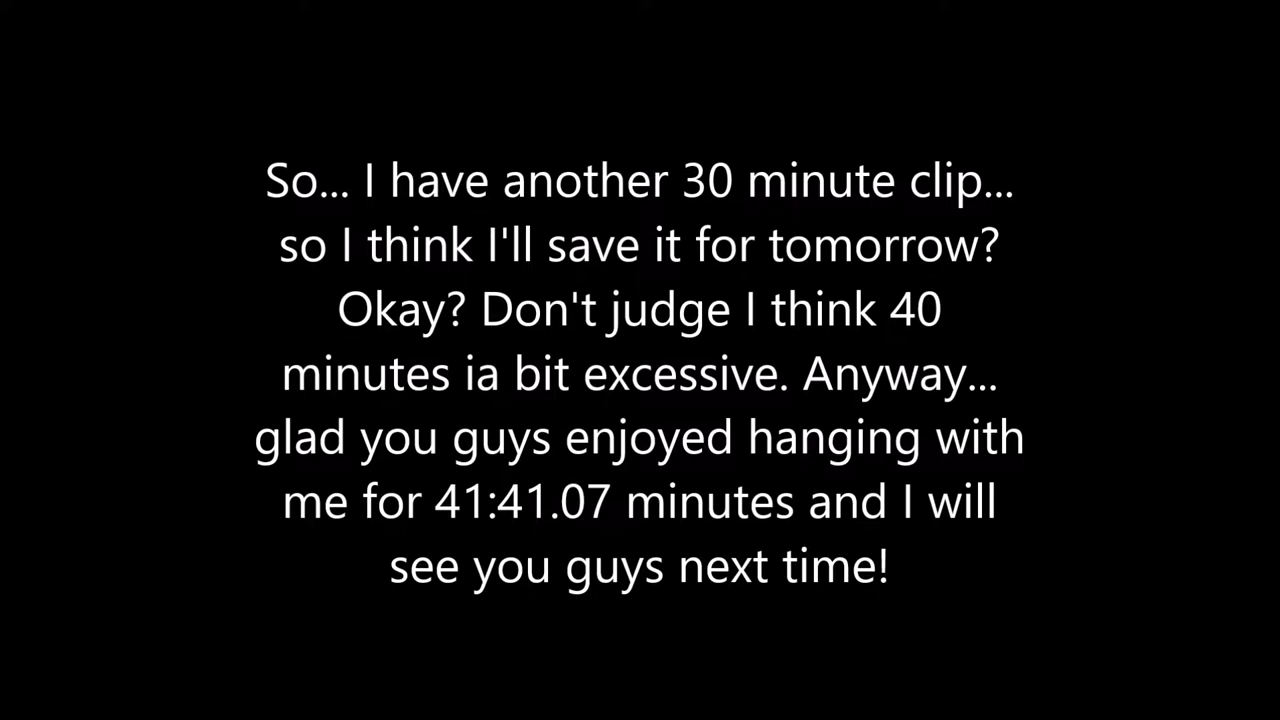 So... I have another 30 minute clip...
so I think I'll save it for tomorrow?
Okay? Don't judge I think 40
minutes ia bit excessive. Anyway...
glad you guys enjoyed hanging with
me for 41:41.07 minutes and I will
see you guys next time!